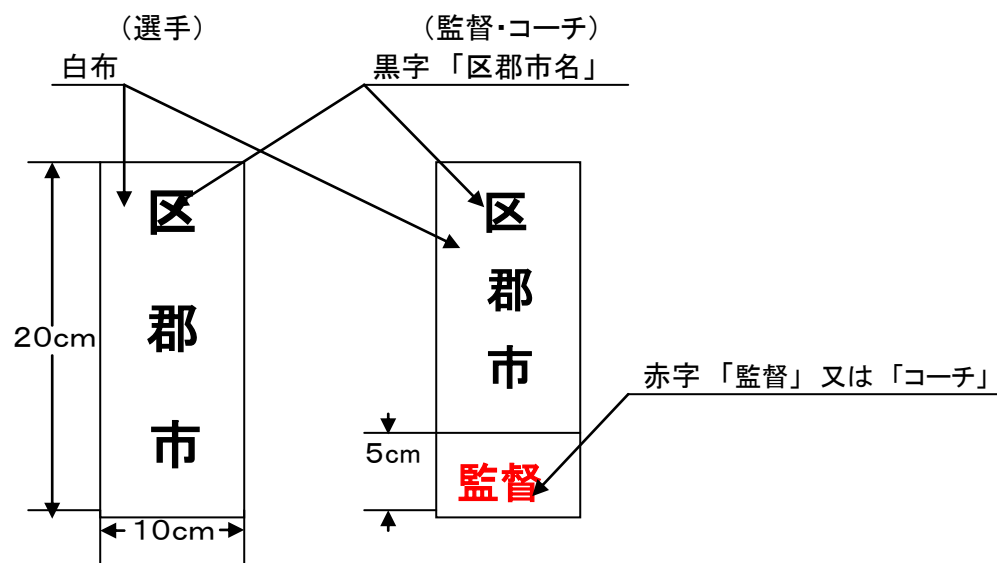 （選手）
（監督・コーチ）
白布
黒字 「区郡市名」
区
郡
市
20cm
10cm
区
郡
市
赤字 「監督」 又は 「コーチ」
5cm
監督